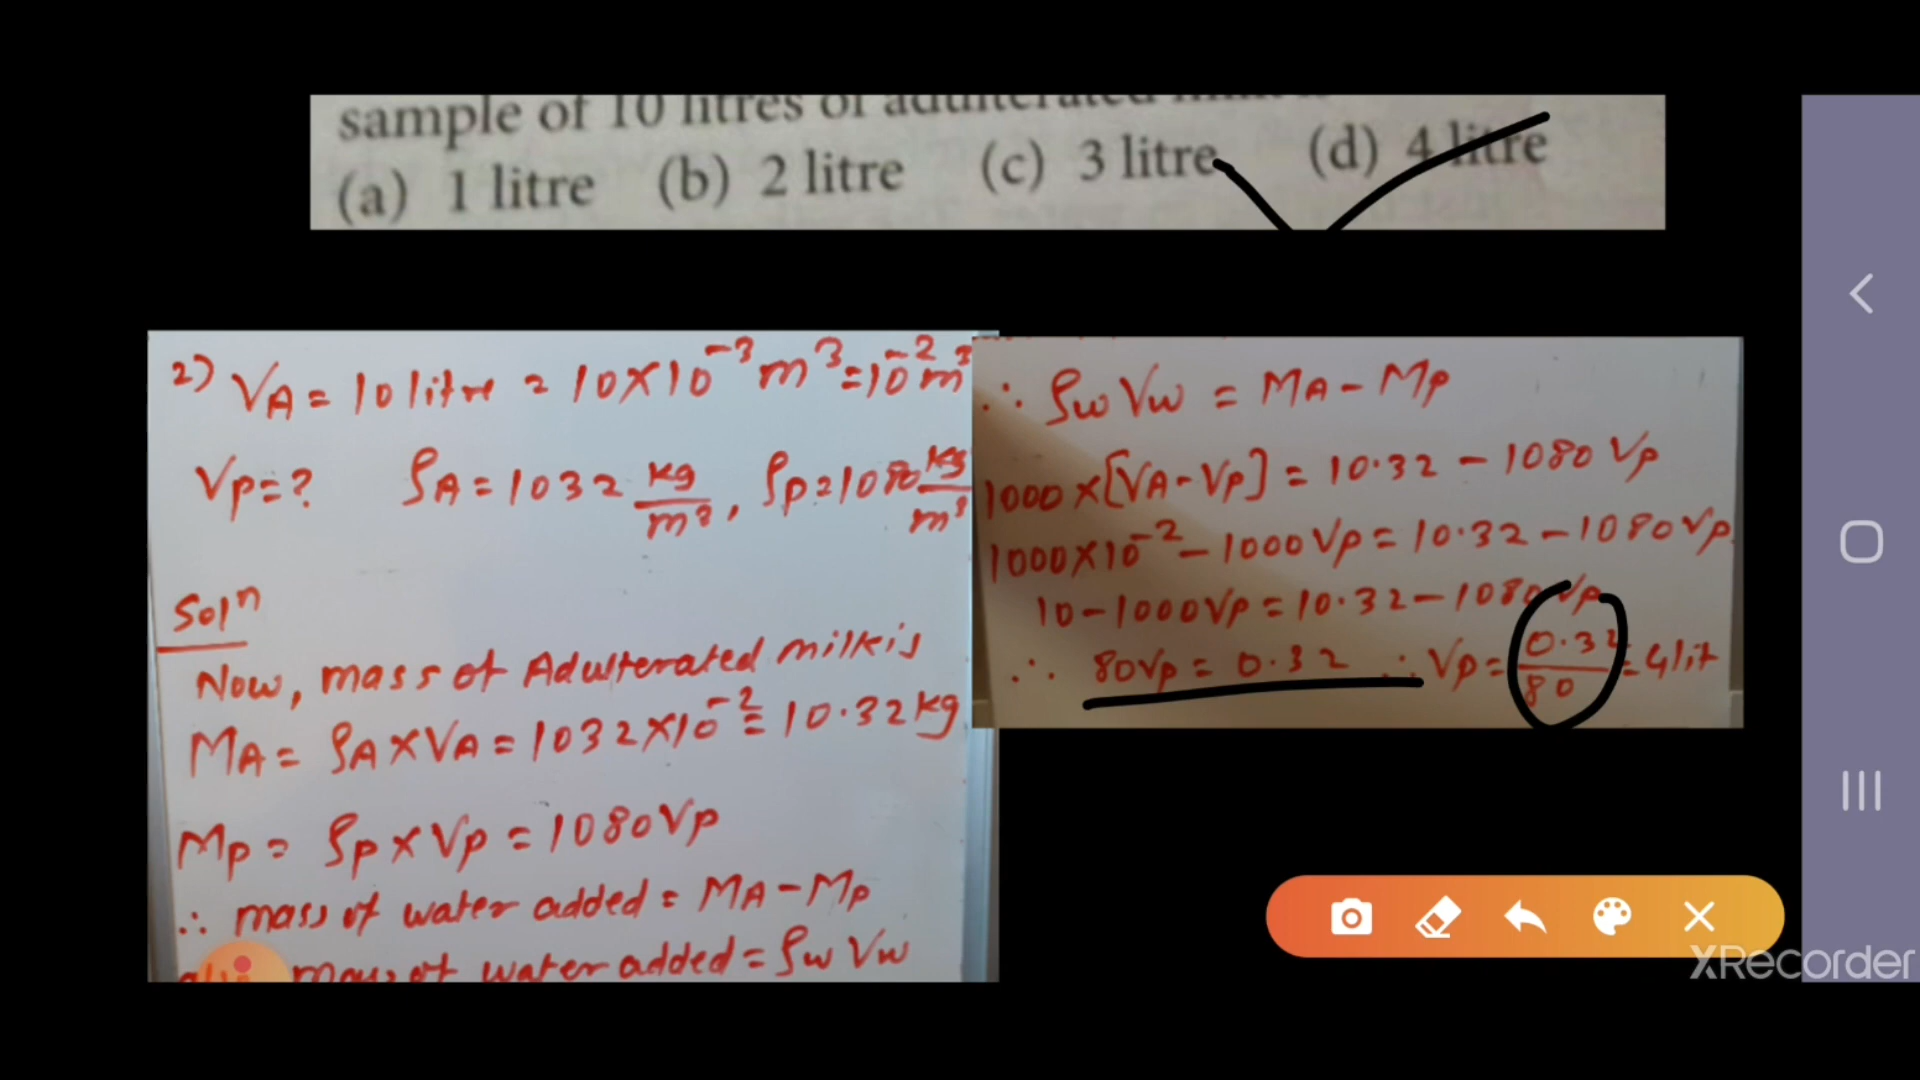 sample of 10 litres of adulterated milk
(a) 1 litre (b) 2 litre (c) 3 litre (d) 4 litre
2) VA = 10 litre = 10×10⁻³ m³ = 10⁻² m³
VP = ? ρA = 1032 kg/m³, ρP = 1080 kg/m³
Solⁿ
Now, mass of Adulterated milk is
MA = ρA × VA = 1032×10⁻² = 10.32 kg
MP = ρP × VP = 1080 VP
∴ mass of water added = MA - MP
mass of water added = ρw Vw
∴ ρw Vw = MA - MP
1000 × [VA - VP] = 10.32 - 1080 VP
1000×10⁻² - 1000 VP = 10.32 - 1080 VP
10 - 1000 VP = 10.32 - 1080 VP
∴ 80 VP = 0.32 ∴ VP = 0.32/80 = 4 lit
XRecorder